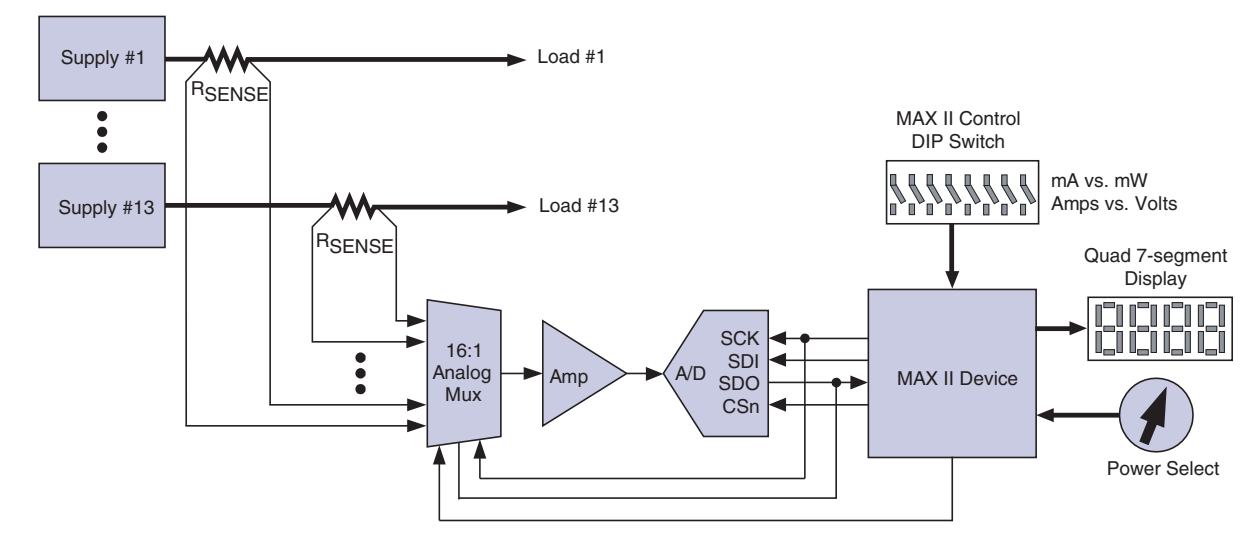 Supply #1
RSENSE
Load #1
Supply #13
RSENSE
Load #13
MAX II Control
DIP Switch
mA vs. mW
Amps vs. Volts
Quad 7-segment
Display
16:1
Analog
Mux
Amp
A/D
SCK
SDI
SDO
CSn
MAX II Device
Power Select